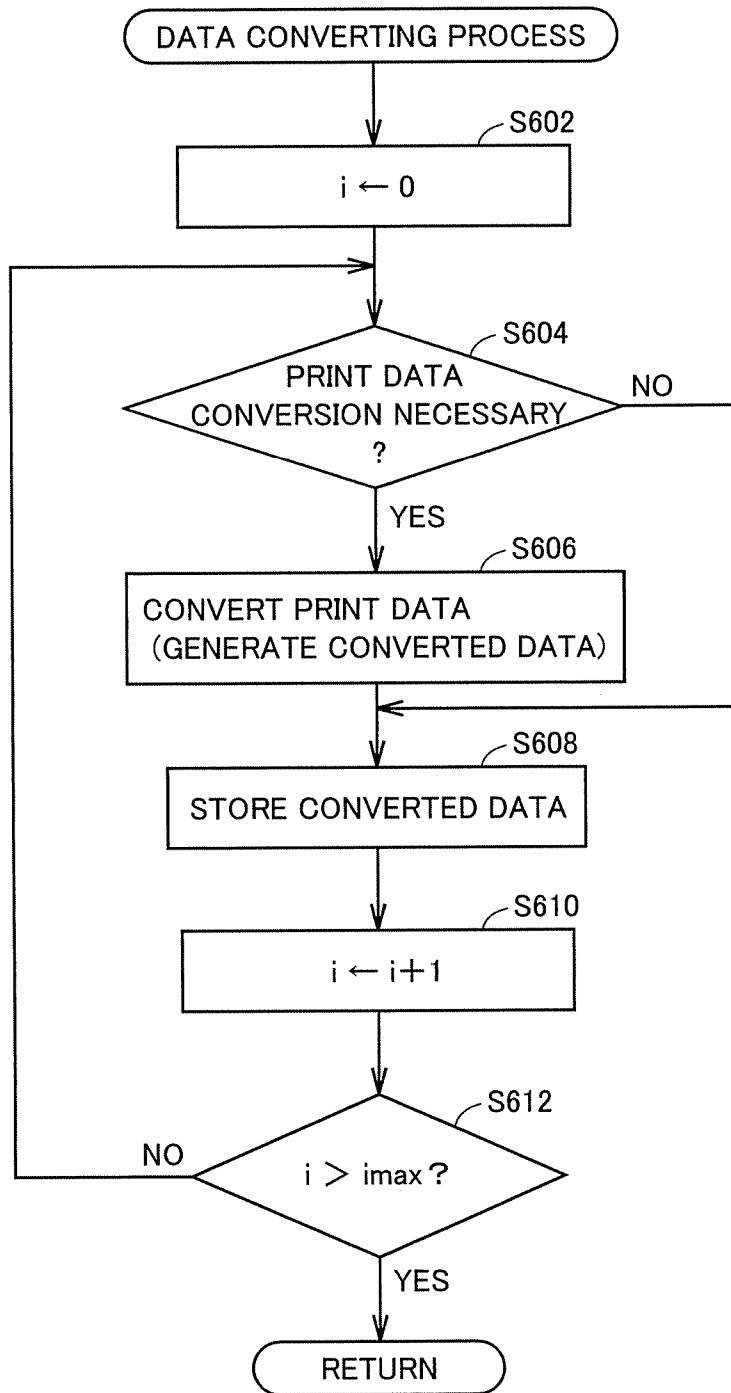 DATA CONVERTING PROCESS
S602
i ← 0
S604
PRINT DATA
CONVERSION NECESSARY
?
NO
YES
S606
CONVERT PRINT DATA
(GENERATE CONVERTED DATA)
S608
STORE CONVERTED DATA
S610
i ← i+1
S612
NO
i > imax?
YES
RETURN